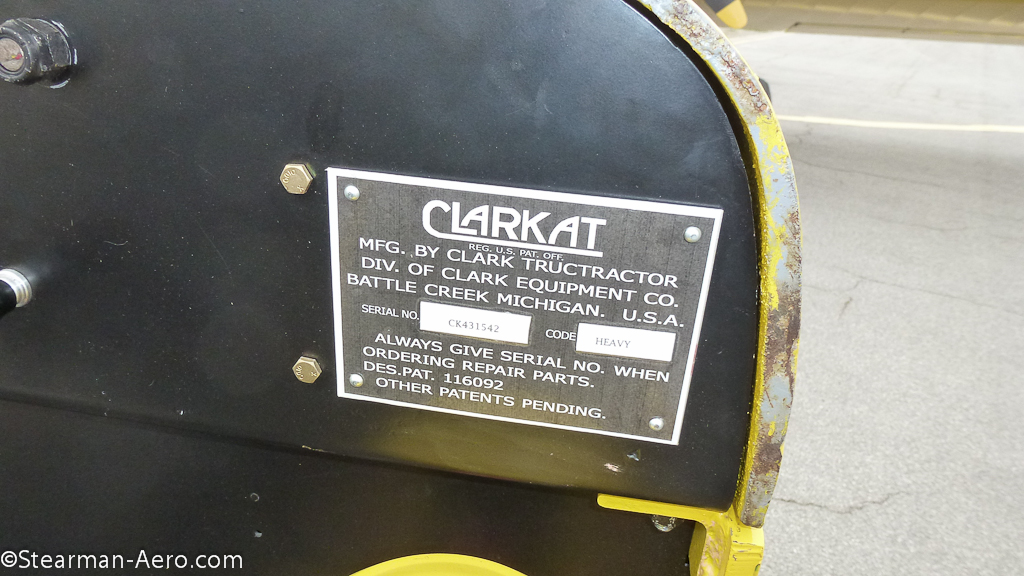 CLARKAT
REG. U.S. PAT. OFF.
MFG. BY CLARK TRUCTRACTOR
DIV. OF CLARK EQUIPMENT CO.
BATTLE CREEK MICHIGAN. U.S.A.
SERIAL NO. CK431542 CODE HEAVY
ALWAYS GIVE SERIAL NO. WHEN
ORDERING REPAIR PARTS.
DES.PAT. 116092
OTHER PATENTS PENDING.
©Stearman-Aero.com